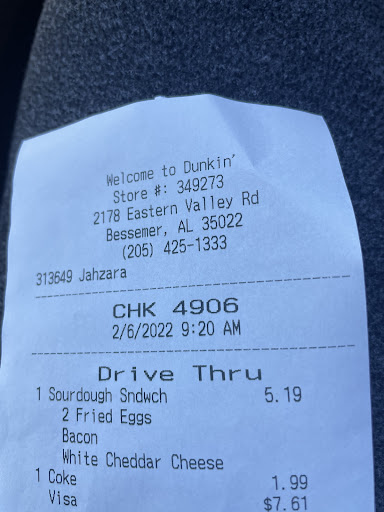 Welcome to Dunkin'
Store #: 349273
2178 Eastern Valley Rd
Bessemer, AL 35022
(205) 425-1333
313649 Jahzara
CHK 4906
2/6/2022 9:20 AM
Drive Thru
1 Sourdough Sndwch 5.19
2 Fried Eggs
Bacon
White Cheddar Cheese
1 Coke 1.99
Visa $7.61